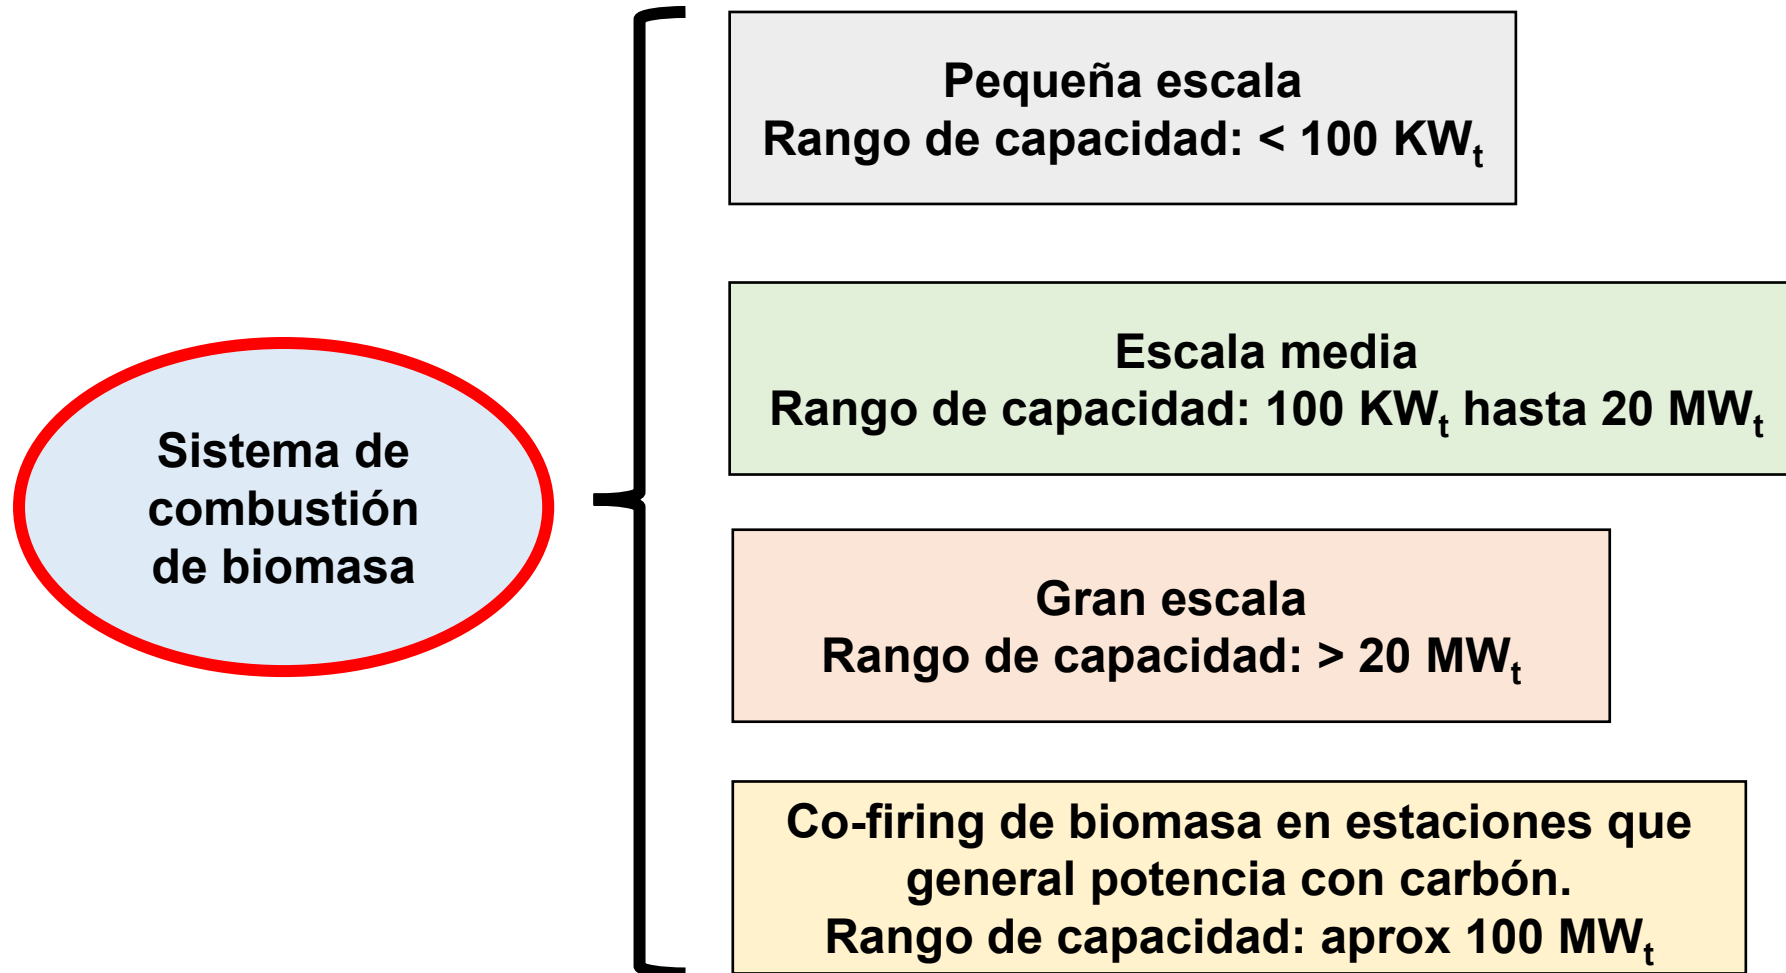 Sistema de
combustión
de biomasa
Pequeña escala
Rango de capacidad: < 100 KWₜ
Escala media
Rango de capacidad: 100 KWₜ hasta 20 MWₜ
Gran escala
Rango de capacidad: > 20 MWₜ
Co-firing de biomasa en estaciones que
general potencia con carbón.
Rango de capacidad: aprox 100 MWₜ